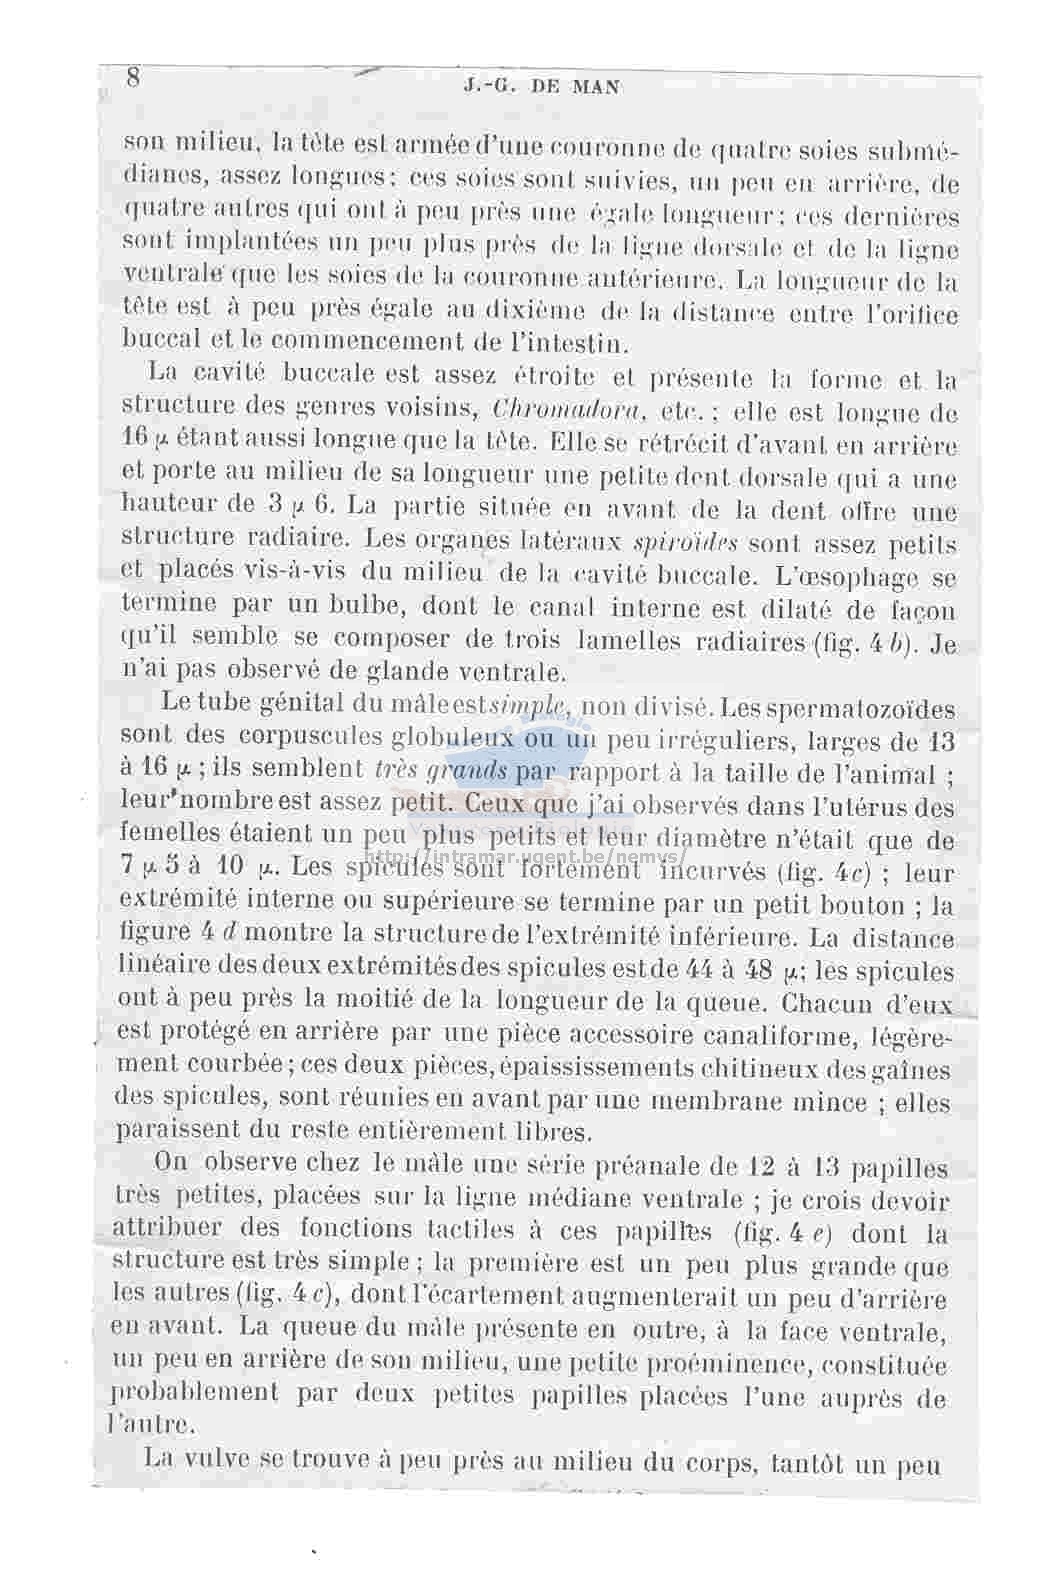 8
J.-G. DE MAN
son milieu, la tète est armée d'une couronne de quatre soies submé-
dianes, assez longues; ces soies sont suivies, un peu en arrière, de
quatre autres qui ont à peu près une égale longueur; ces dernières
sont implantées un peu plus près de la ligne dorsale et de la ligne
ventrale que les soies de la couronne antérieure. La longueur de la
tète est à peu près égale au dixième de la distance entre l'orifice
buccal et le commencement de l'intestin.
La cavité buccale est assez étroite et présente la forme et la
structure des genres voisins, Chromadora, etc.; elle est longue de
16 μ étant aussi longue que la tète. Elle se rétrécit d'avant en arrière
et porte au milieu de sa longueur une petite dent dorsale qui a une
hauteur de 3 μ 6. La partie située en avant de la dent offre une
structure radiaire. Les organes latéraux spiroïdes sont assez petits
et placés vis-à-vis du milieu de la cavité buccale. L'œsophage se
termine par un bulbe, dont le canal interne est dilaté de façon
qu'il semble se composer de trois lamelles radiaires (fig. 4 b). Je
n'ai pas observé de glande ventrale.
Le tube génital du mâle est simple, non divisé. Les spermatozoïdes
sont des corpuscules globuleux ou un peu irréguliers, larges de 13
à 16 μ ; ils semblent très grands par rapport à la taille de l'animal ;
leur nombre est assez petit. Ceux que j'ai observés dans l'utérus des
femelles étaient un peu plus petits et leur diamètre n'était que de
7 μ 5 à 10 μ. Les spicules sont fortement incurvés (fig. 4c) ; leur
http://intramar.ugent.be/nemys/
extrémité interne ou supérieure se termine par un petit bouton ; la
figure 4 d montre la structure de l'extrémité inférieure. La distance
linéaire des deux extrémités des spicules est de 44 à 48 μ; les spicules
ont à peu près la moitié de la longueur de la queue. Chacun d'eux
est protégé en arrière par une pièce accessoire canaliforme, légère-
ment courbée ; ces deux pièces, épaississements chitineux des gaînes
des spicules, sont réunies en avant par une membrane mince ; elles
paraissent du reste entièrement libres.
On observe chez le mâle une série préanale de 12 à 13 papilles
très petites, placées sur la ligne médiane ventrale ; je crois devoir
attribuer des fonctions tactiles à ces papilles (fig. 4 e) dont la
structure est très simple ; la première est un peu plus grande que
les autres (fig. 4 c), dont l'écartement augmenterait un peu d'arrière
en avant. La queue du mâle présente en outre, à la face ventrale,
un peu en arrière de son milieu, une petite proéminence, constituée
probablement par deux petites papilles placées l'une auprès de
l'autre.
La vulve se trouve à peu près au milieu du corps, tantôt un peu